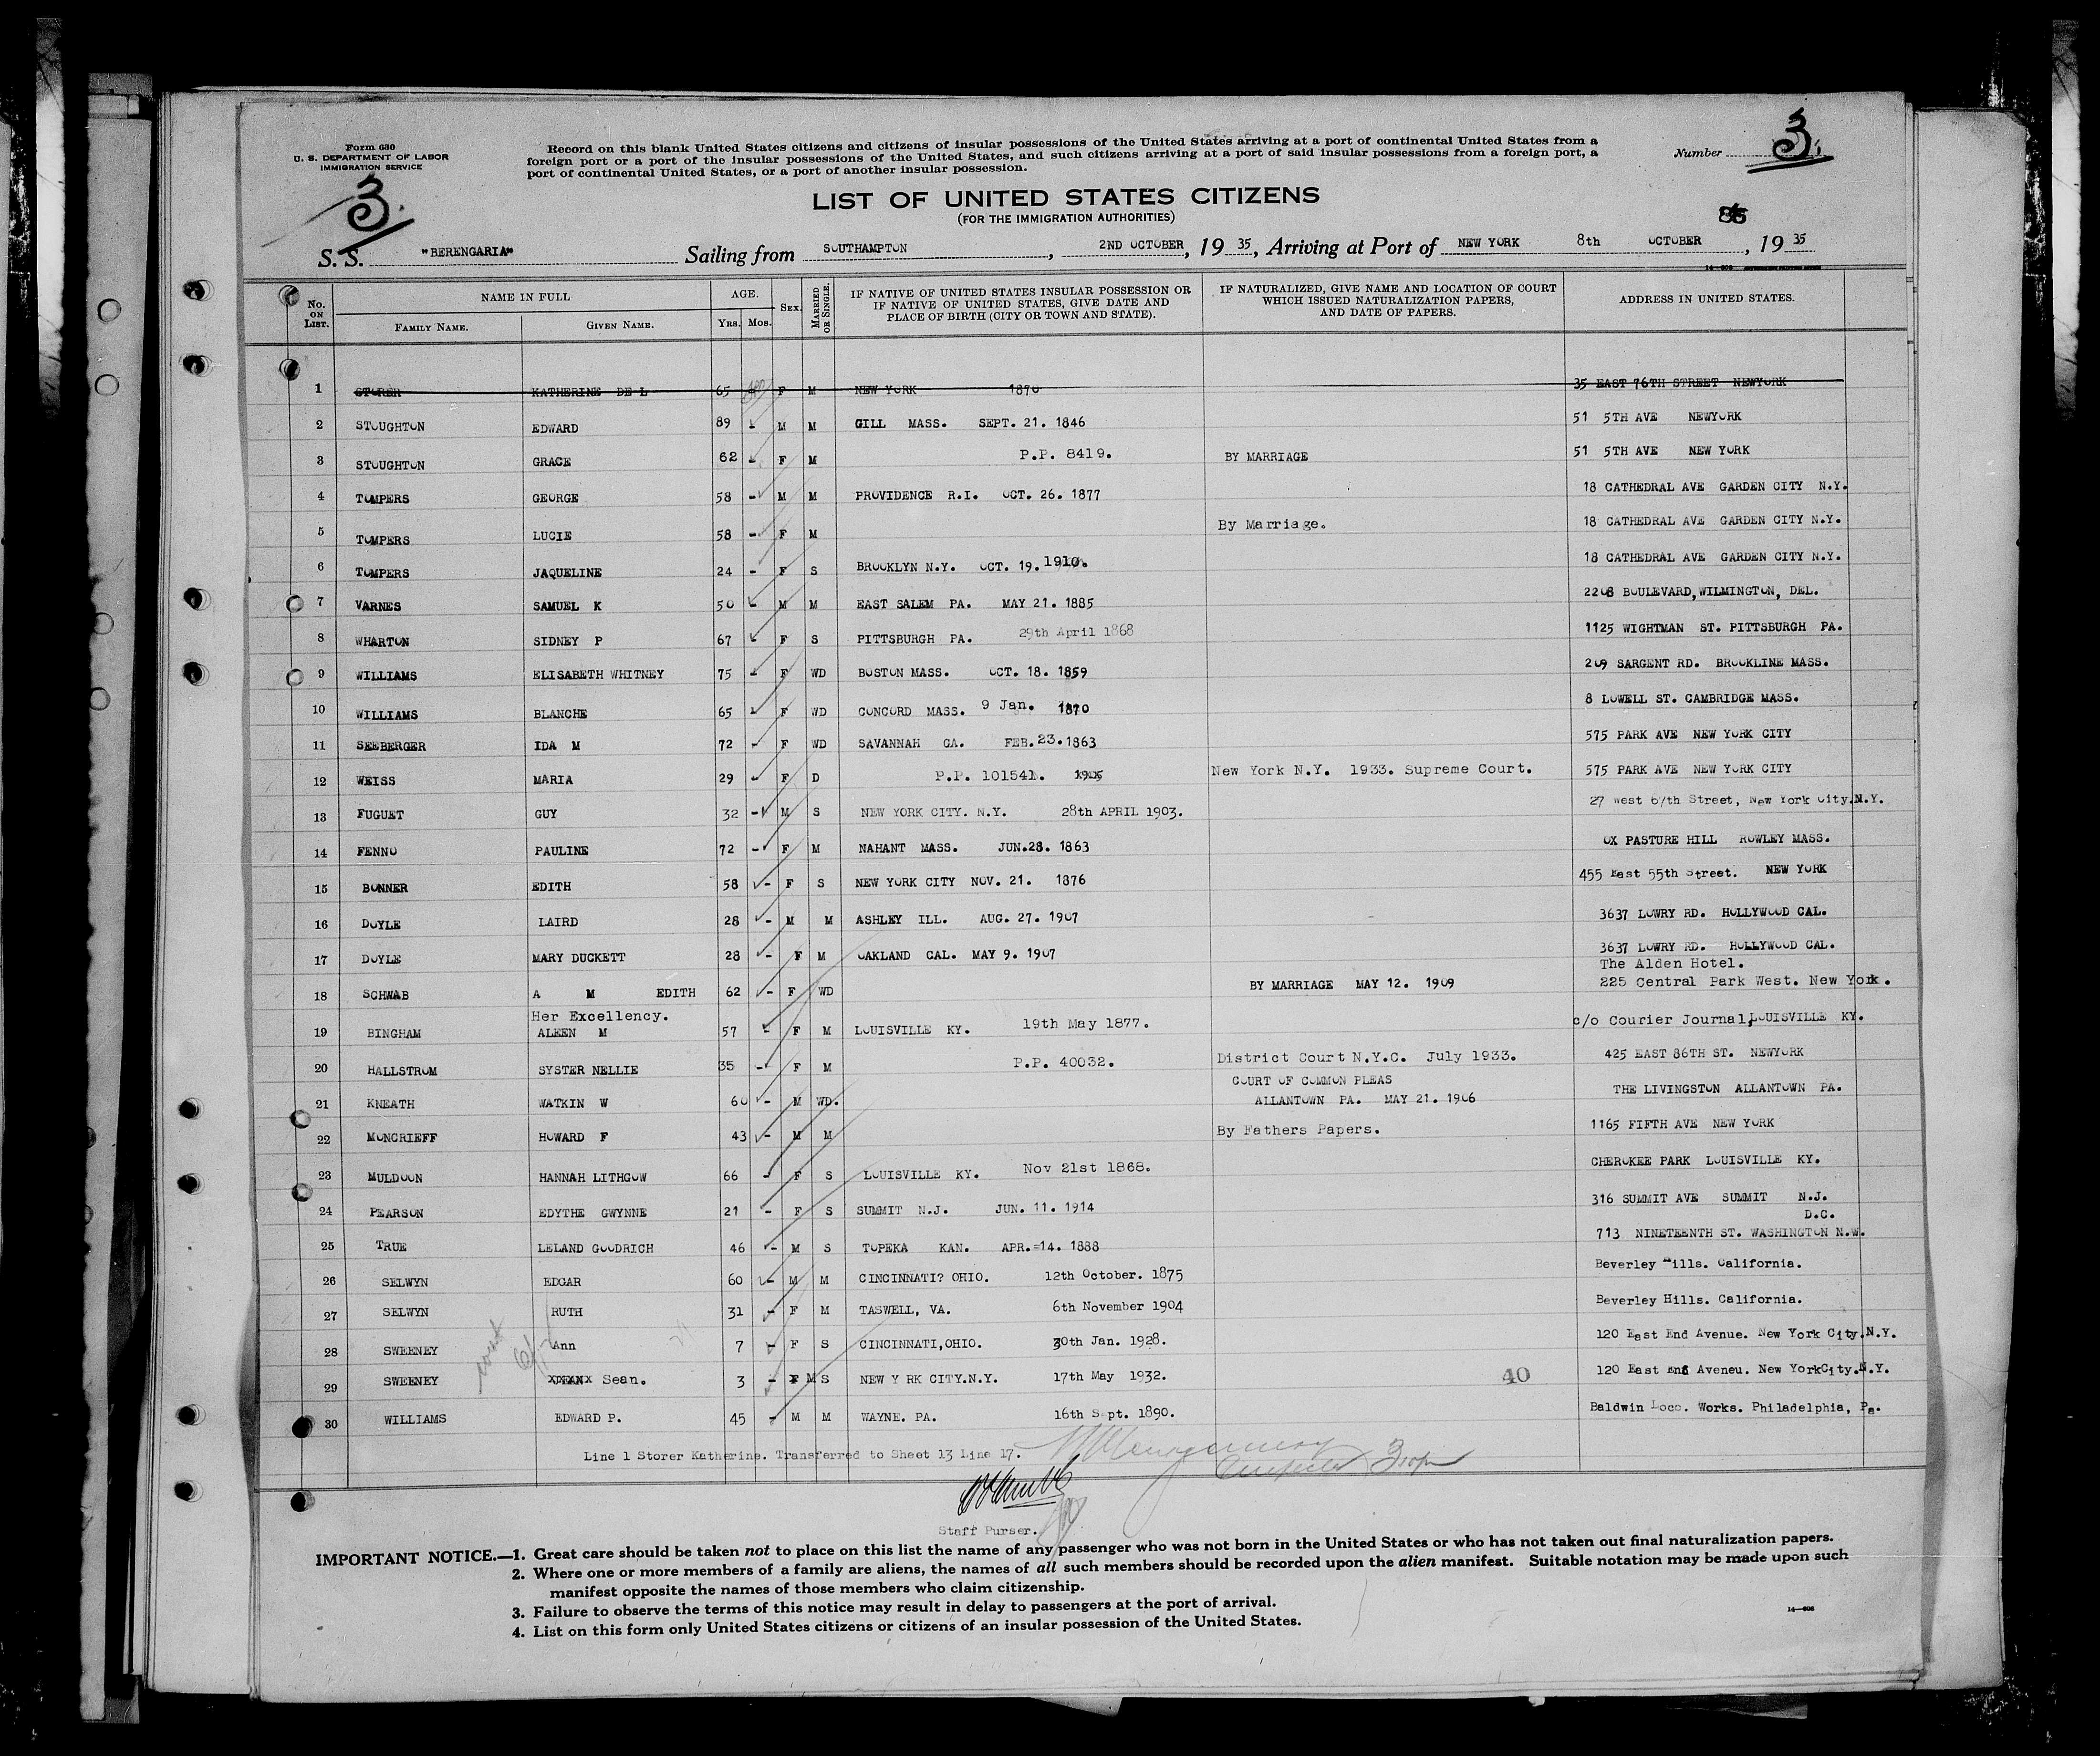 Form 630
U. S. DEPARTMENT OF LABOR
IMMIGRATION SERVICE
Record on this blank United States citizens and citizens of insular possessions of the United States arriving at a port of continental United States from a
foreign port or a port of the insular possessions of the United States, and such citizens arriving at a port of said insular possessions from a foreign port, a
port of continental United States, or a port of another insular possession.
Number 3
3
LIST OF UNITED STATES CITIZENS
(FOR THE IMMIGRATION AUTHORITIES)
S. S. "BERENGARIA" Sailing from SOUTHAMPTON, 2ND OCTOBER, 19 35, Arriving at Port of NEW YORK 8th OCTOBER, 19 35
No. ON LIST. NAME IN FULL AGE. SEX. MARRIED OR SINGLE. IF NATIVE OF UNITED STATES INSULAR POSSESSION OR IF NATIVE OF UNITED STATES, GIVE DATE AND PLACE OF BIRTH (CITY OR TOWN AND STATE). IF NATURALIZED, GIVE NAME AND LOCATION OF COURT WHICH ISSUED NATURALIZATION PAPERS, AND DATE OF PAPERS. ADDRESS IN UNITED STATES.
FAMILY NAME. GIVEN NAME. Yrs. Mos.
1 STORER KATHERINE DE L 65 F M NEW YORK 1870 35 EAST 76TH STREET NEWYORK
2 STOUGHTON EDWARD 89 M M GILL MASS. SEPT. 21. 1846 51 5TH AVE NEWYORK
3 STOUGHTON GRACE 62 - F M P.P. 8419. BY MARRIAGE 51 5TH AVE NEW YORK
4 TOMPERS GEORGE 58 - M M PROVIDENCE R.I. OCT. 26. 1877 18 CATHEDRAL AVE GARDEN CITY N.Y.
5 TOMPERS LUCIE 58 - F M By Marriage. 18 CATHEDRAL AVE GARDEN CITY N.Y.
6 TOMPERS JAQUELINE 24 - F S BROOKLYN N.Y. OCT. 19. 1910. 18 CATHEDRAL AVE GARDEN CITY N.Y.
7 VARNES SAMUEL K 50 - M M EAST SALEM PA. MAY 21. 1885 2208 BOULEVARD, WILMINGTON, DEL.
8 WHARTON SIDNEY P 67 - F S PITTSBURGH PA. 29th April 1868 1125 WIGHTMAN ST. PITTSBURGH PA.
9 WILLIAMS ELISABETH WHITNEY 75 - F WD BOSTON MASS. OCT. 18. 1859 209 SARGENT RD. BROOKLINE MASS.
10 WILLIAMS BLANCHE 65 - F WD CONCORD MASS. 9 Jan. 1870 8 LOWELL ST. CAMBRIDGE MASS.
11 SEEBERGER IDA M 72 - F WD SAVANNAH GA. FEB. 23. 1863 575 PARK AVE NEW YORK CITY
12 WEISS MARIA 29 - F D P.P. 101541. New York N.Y. 1933. Supreme Court. 575 PARK AVE NEW YORK CITY
13 FUGUET GUY 32 - M S NEW YORK CITY. N.Y. 28th APRIL 1903. 27 West 67th Street, New York City.N.Y.
14 FENNO PAULINE 72 - F M NAHANT MASS. JUN.28. 1863 OX PASTURE HILL ROWLEY MASS.
15 BONNER EDITH 58 - F S NEW YORK CITY NOV. 21. 1876 455 East 55th Street. NEW YORK
16 DOYLE LAIRD 28 - M M ASHLEY ILL. AUG. 27. 1907 3637 LOWRY RD. HOLLYWOOD CAL.
17 DOYLE MARY DUCKETT 28 - F M OAKLAND CAL. MAY 9. 1907 3637 LOWRY RD. HOLLYWOOD CAL.
The Alden Hotel.
18 SCHWAB A M EDITH 62 - F WD BY MARRIAGE MAY 12. 1909 225 Central Park West. New York.
Her Excellency.
19 BINGHAM ALEEN M 57 - F M LOUISVILLE KY. 19th May 1877. c/o Courier Journal, LOUISVILLE KY.
20 HALLSTROM SYSTER NELLIE 35 - F M P.P. 40032. District Court N.Y.C. July 1933. 425 EAST 86TH ST. NEWYORK
COURT OF COMMON PLEAS
21 KNEATH WATKIN W 60 - M WD. ALLANTOWN PA. MAY 21. 1906 THE LIVINGSTON ALLANTOWN PA.
22 MONCRIEFF HOWARD F 43 - M M By Fathers Papers. 1165 FIFTH AVE NEW YORK
23 MULDOON HANNAH LITHGOW 66 - F S LOUISVILLE KY. Nov 21st 1868. CHEROKEE PARK LOUISVILLE KY.
24 PEARSON EDYTHE GWYNNE 21 - F S SUMMIT N.J. JUN. 11. 1914 316 SUMMIT AVE SUMMIT N.J.
D.C.
25 TRUE LELAND GOODRICH 46 - M S TOPEKA KAN. APR.=14. 1888 713 NINETEENTH ST. WASHINGTON N.W.
26 SELWYN EDGAR 60 - M M CINCINNATI? OHIO. 12th October. 1875 Beverley Hills. California.
27 SELWYN RUTH 31 - F M TASWELL, VA. 6th November 1904 Beverley Hills. California.
28 SWEENEY Ann 7 - F S CINCINNATI,OHIO. 30th Jan. 1928. 120 East End Avenue. New York City.N.Y.
29 SWEENEY Sean. 3 - M S NEW Y RK CITY.N.Y. 17th May 1932. 40 120 East End Aveneu. New YorkCity.N.Y.
30 WILLIAMS EDWARD P. 45 - M M WAYNE. PA. 16th Sept. 1890. Baldwin Loco. Works. Philadelphia, Pa.
Line 1 Storer Katherine. Transferred to Sheet 13 Line 17.
Staff Purser.
IMPORTANT NOTICE.—1. Great care should be taken not to place on this list the name of any passenger who was not born in the United States or who has not taken out final naturalization papers.
2. Where one or more members of a family are aliens, the names of all such members should be recorded upon the alien manifest. Suitable notation may be made upon such
manifest opposite the names of those members who claim citizenship.
3. Failure to observe the terms of this notice may result in delay to passengers at the port of arrival.
4. List on this form only United States citizens or citizens of an insular possession of the United States.
14—608